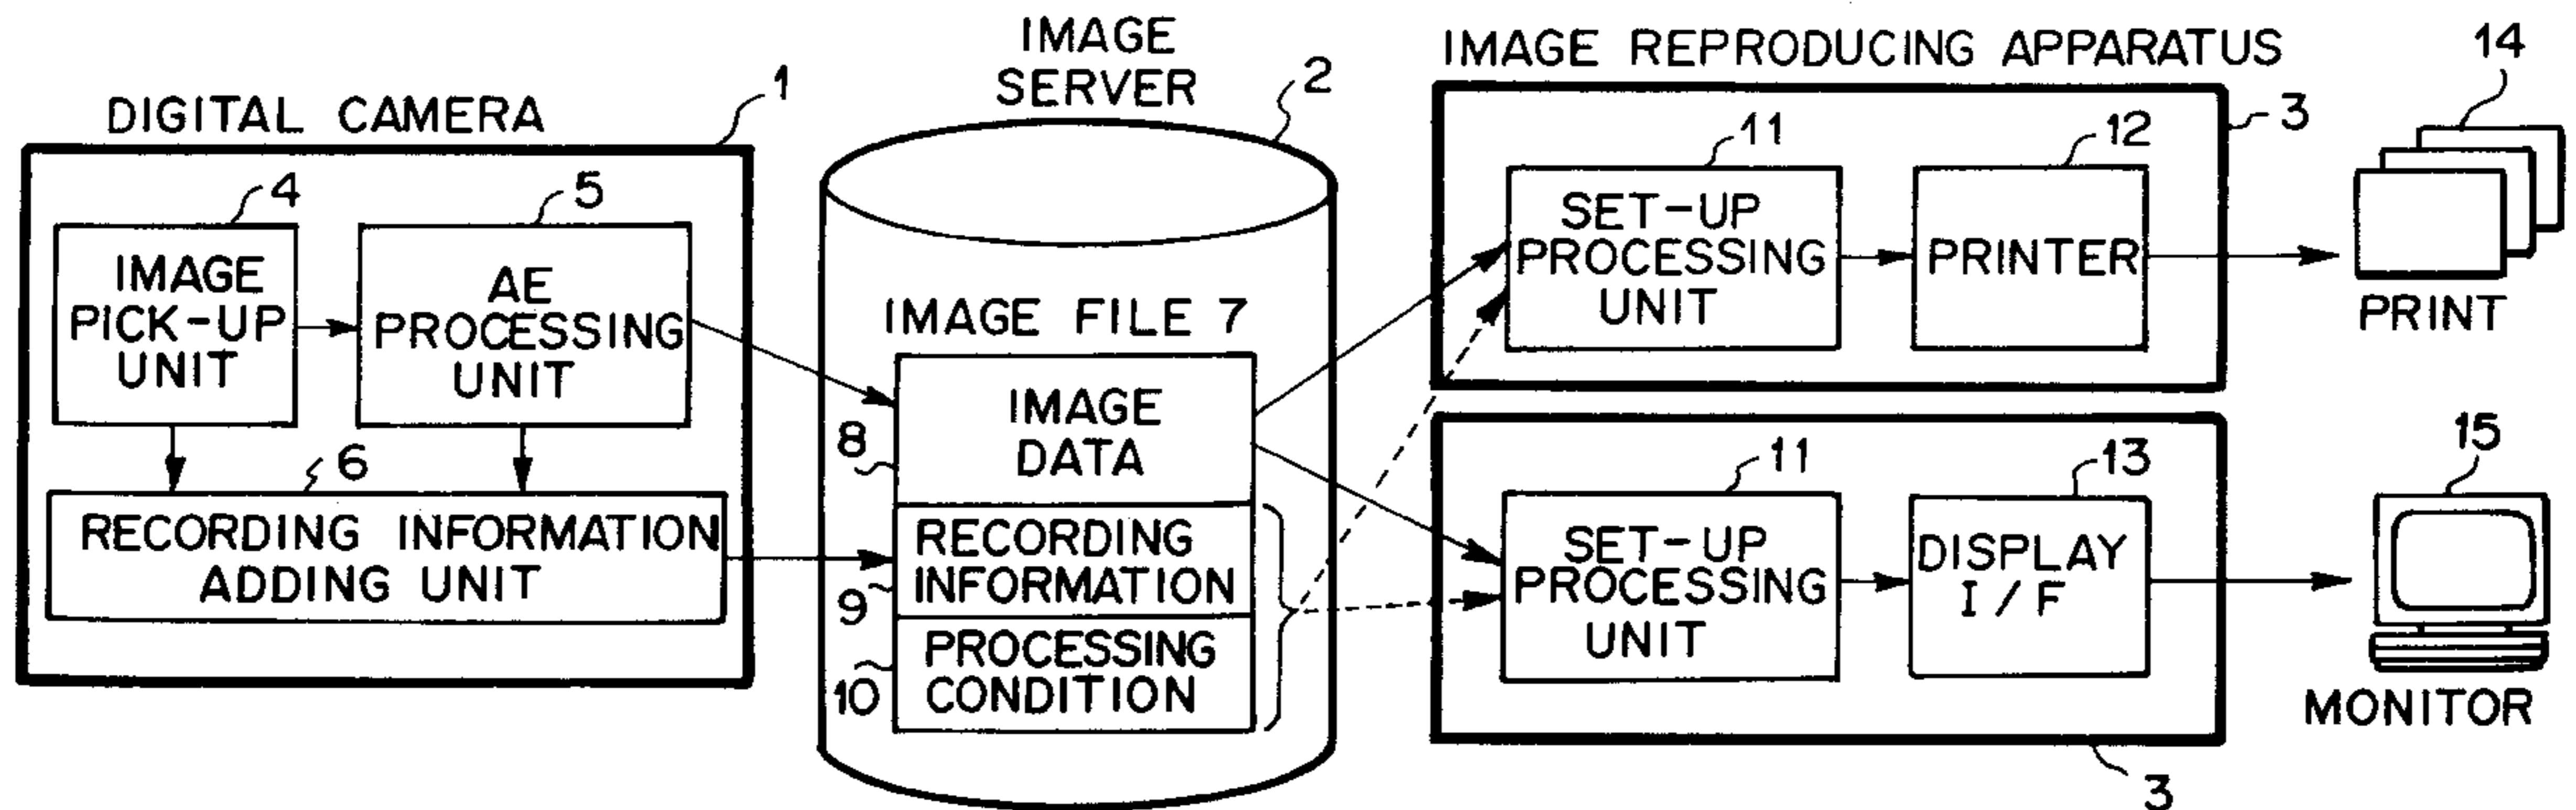 DIGITAL CAMERA
1
4
IMAGE
PICK-UP
UNIT
5
AE
PROCESSING
UNIT
6
RECORDING INFORMATION
ADDING UNIT
IMAGE
SERVER
2
IMAGE FILE 7
IMAGE
DATA
8
RECORDING
INFORMATION
9
PROCESSING
CONDITION
10
IMAGE REPRODUCING APPARATUS
3
11
SET-UP
PROCESSING
UNIT
12
PRINTER
14
PRINT
11
SET-UP
PROCESSING
UNIT
13
DISPLAY
I/F
15
MONITOR
3